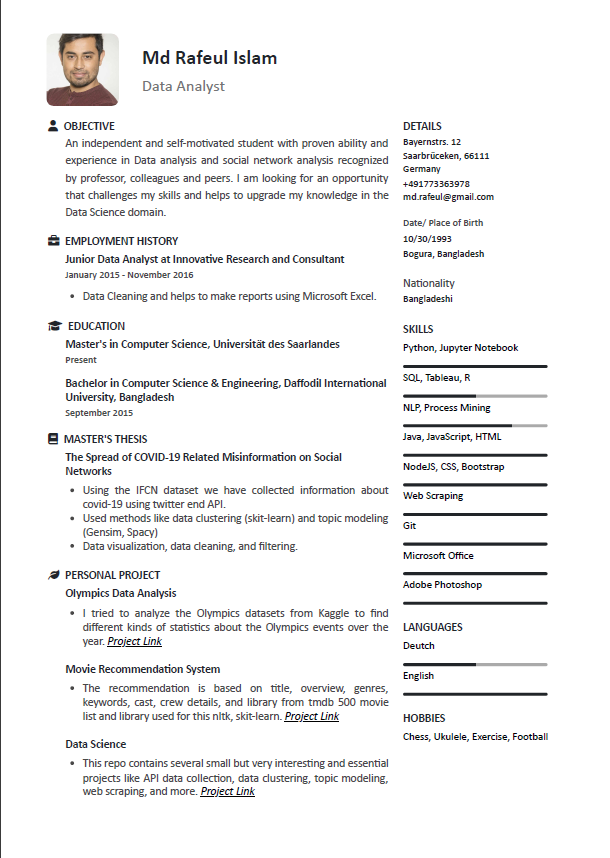 Md Rafeul Islam
Data Analyst
OBJECTIVE
An independent and self-motivated student with proven ability and
experience in Data analysis and social network analysis recognized
by professor, colleagues and peers. I am looking for an opportunity
that challenges my skills and helps to upgrade my knowledge in the
Data Science domain.
EMPLOYMENT HISTORY
Junior Data Analyst at Innovative Research and Consultant
January 2015 - November 2016
• Data Cleaning and helps to make reports using Microsoft Excel.
EDUCATION
Master's in Computer Science, Universität des Saarlandes
Present
Bachelor in Computer Science & Engineering, Daffodil International
University, Bangladesh
September 2015
MASTER'S THESIS
The Spread of COVID-19 Related Misinformation on Social
Networks
• Using the IFCN dataset we have collected information about
covid-19 using twitter end API.
• Used methods like data clustering (skit-learn) and topic modeling
(Gensim, Spacy)
• Data visualization, data cleaning, and filtering.
PERSONAL PROJECT
Olympics Data Analysis
• I tried to analyze the Olympics datasets from Kaggle to find
different kinds of statistics about the Olympics events over the
year. Project Link
Movie Recommendation System
• The recommendation is based on title, overview, genres,
keywords, cast, crew details, and library from tmdb 500 movie
list and library used for this nltk, skit-learn. Project Link
Data Science
• This repo contains several small but very interesting and essential
projects like API data collection, data clustering, topic modeling,
web scraping, and more. Project Link
DETAILS
Bayernstrs. 12
Saarbrüceken, 66111
Germany
+491773363978
md.rafeul@gmail.com
Date/ Place of Birth
10/30/1993
Bogura, Bangladesh
Nationality
Bangladeshi
SKILLS
Python, Jupyter Notebook
SQL, Tableau, R
NLP, Process Mining
Java, JavaScript, HTML
NodeJS, CSS, Bootstrap
Web Scraping
Git
Microsoft Office
Adobe Photoshop
LANGUAGES
Deutch
English
HOBBIES
Chess, Ukulele, Exercise, Football